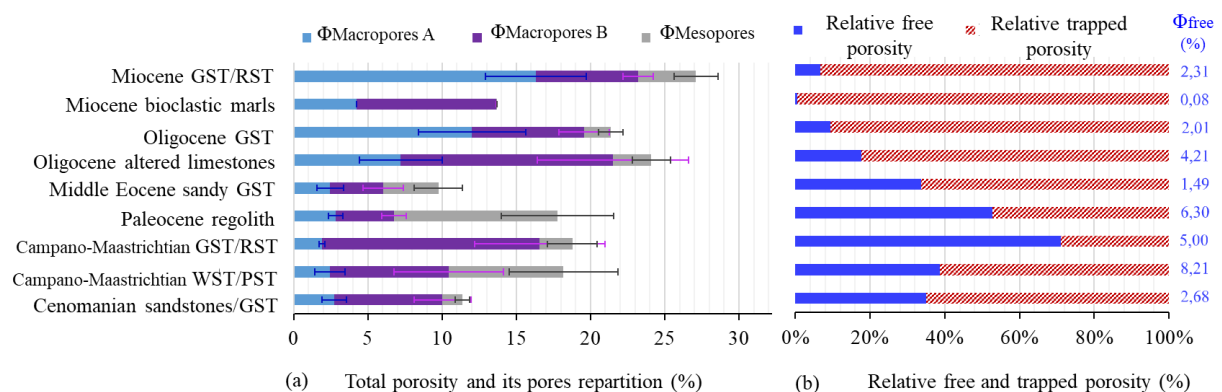 ΦMacropores A ΦMacropores B ΦMesopores
Miocene GST/RST
Miocene bioclastic marls
Oligocene GST
Oligocene altered limestones
Middle Eocene sandy GST
Paleocene regolith
Campano-Maastrichtian GST/RST
Campano-Maastrichtian WST/PST
Cenomanian sandstones/GST
0 5 10 15 20 25 30
(a) Total porosity and its pores repartition (%)
Relative free porosity
Relative trapped porosity
Φfree
(%)
2,31
0,08
2,01
4,21
1,49
6,30
5,00
8,21
2,68
0% 20% 40% 60% 80% 100%
(b) Relative free and trapped porosity (%)